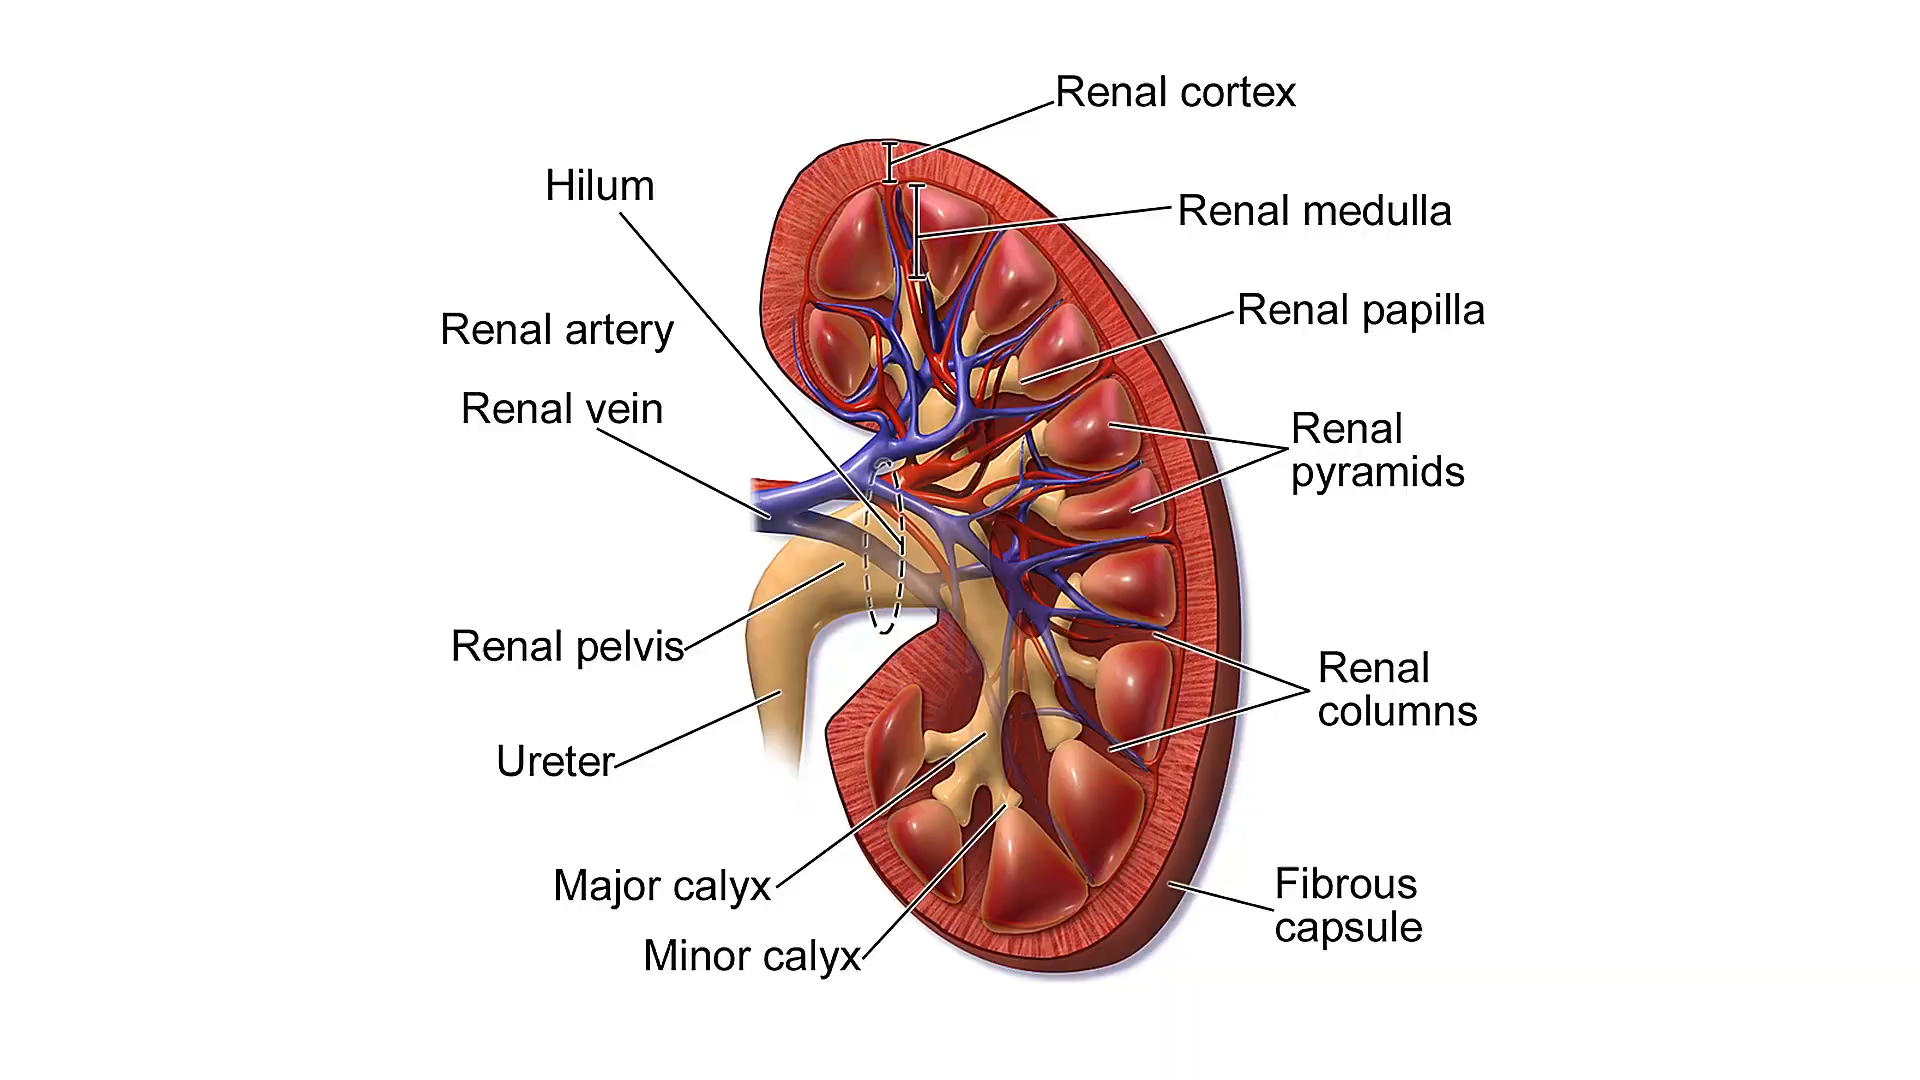 Renal cortex
Hilum
Renal medulla
Renal artery
Renal papilla
Renal vein
Renal
pyramids
Renal pelvis
Renal
columns
Ureter
Major calyx
Fibrous
capsule
Minor calyx